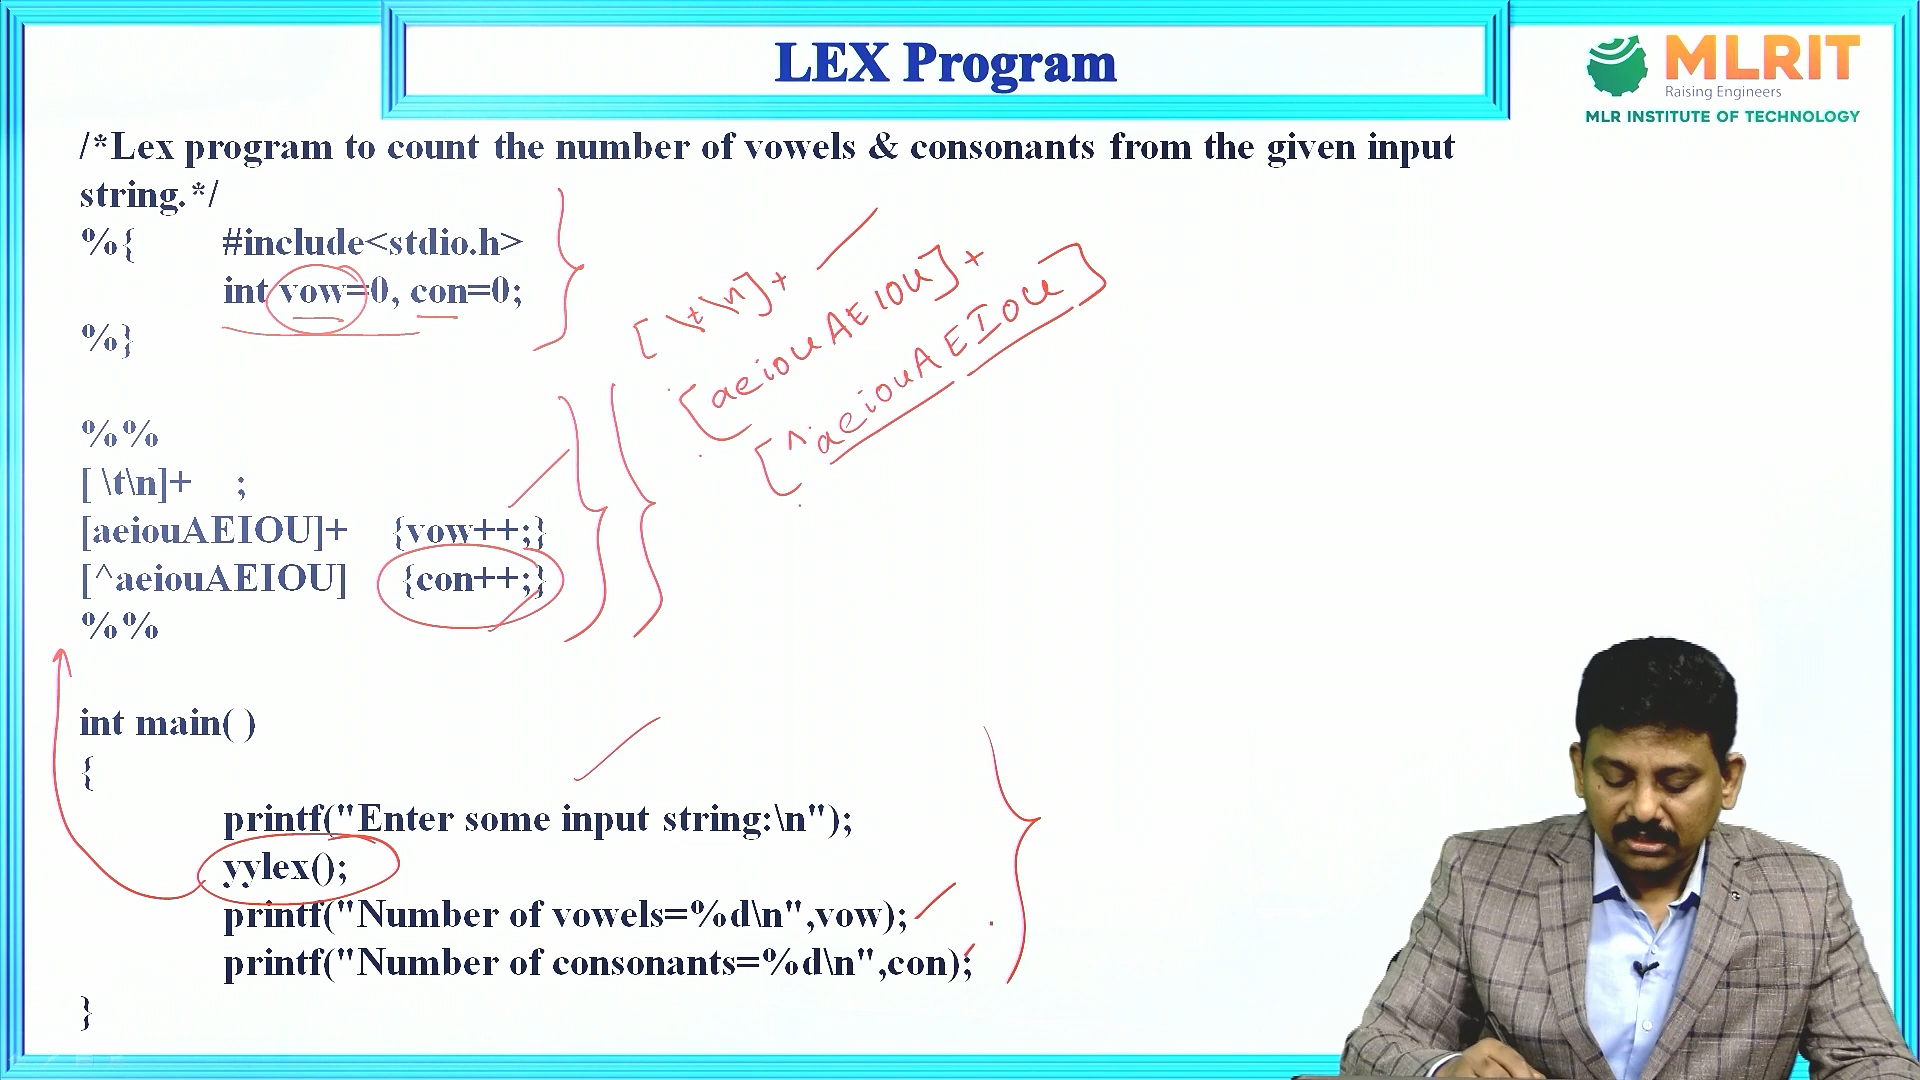 LEX Program
MLRIT
Raising Engineers
MLR INSTITUTE OF TECHNOLOGY
/*Lex program to count the number of vowels & consonants from the given input
string.*/
%{ #include<stdio.h>
int vow=0, con=0;
%}
%%
[ \t\n]+ ;
[aeiouAEIOU]+ {vow++;}
[^aeiouAEIOU] {con++;}
%%
[ \t\n]+
[aeiouAEIOU]+
[^aeiouAEIOU]
int main( )
{
printf("Enter some input string:\n");
yylex();
printf("Number of vowels=%d\n",vow);
printf("Number of consonants=%d\n",con);
}